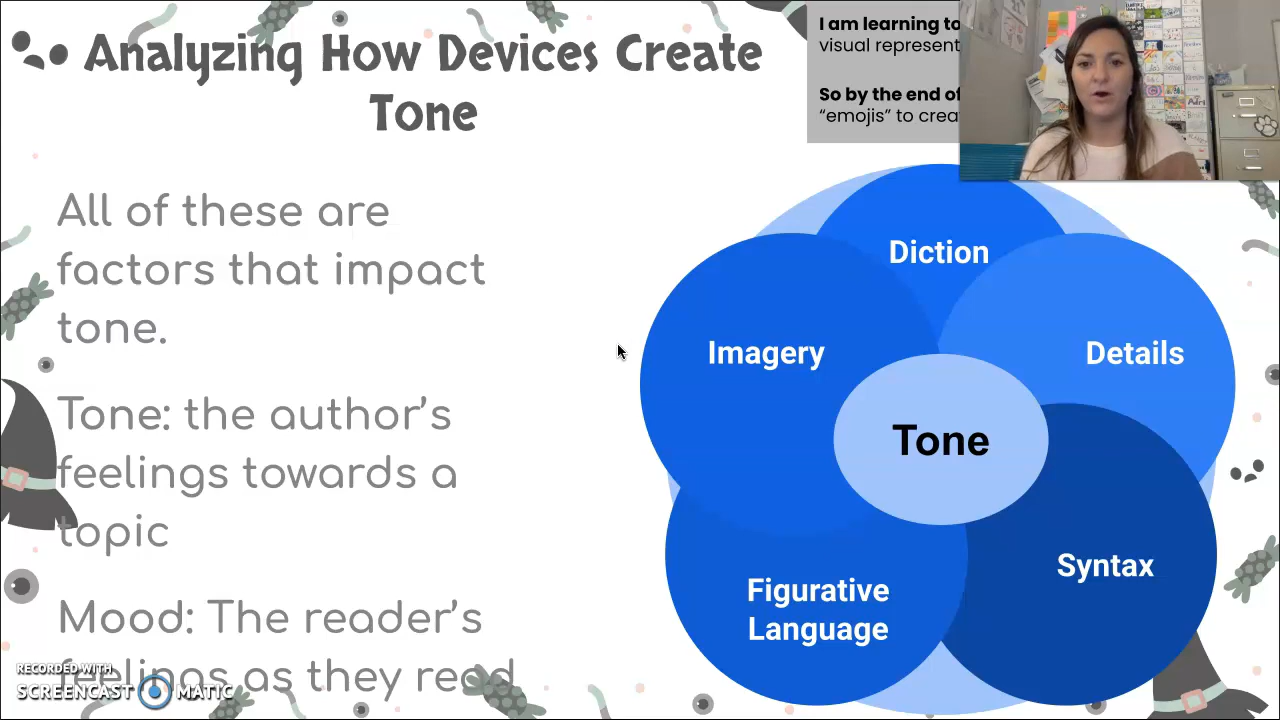 Analyzing How Devices Create
Tone
I am learning to
visual represent
So by the end of
"emojis" to crea
All of these are
factors that impact
tone.
Tone: the author's
feelings towards a
topic
Mood: The reader's
feelings as they read
Diction
Imagery
Details
Tone
Syntax
Figurative
Language
RECORDED WITH
SCREENCAST MATIC